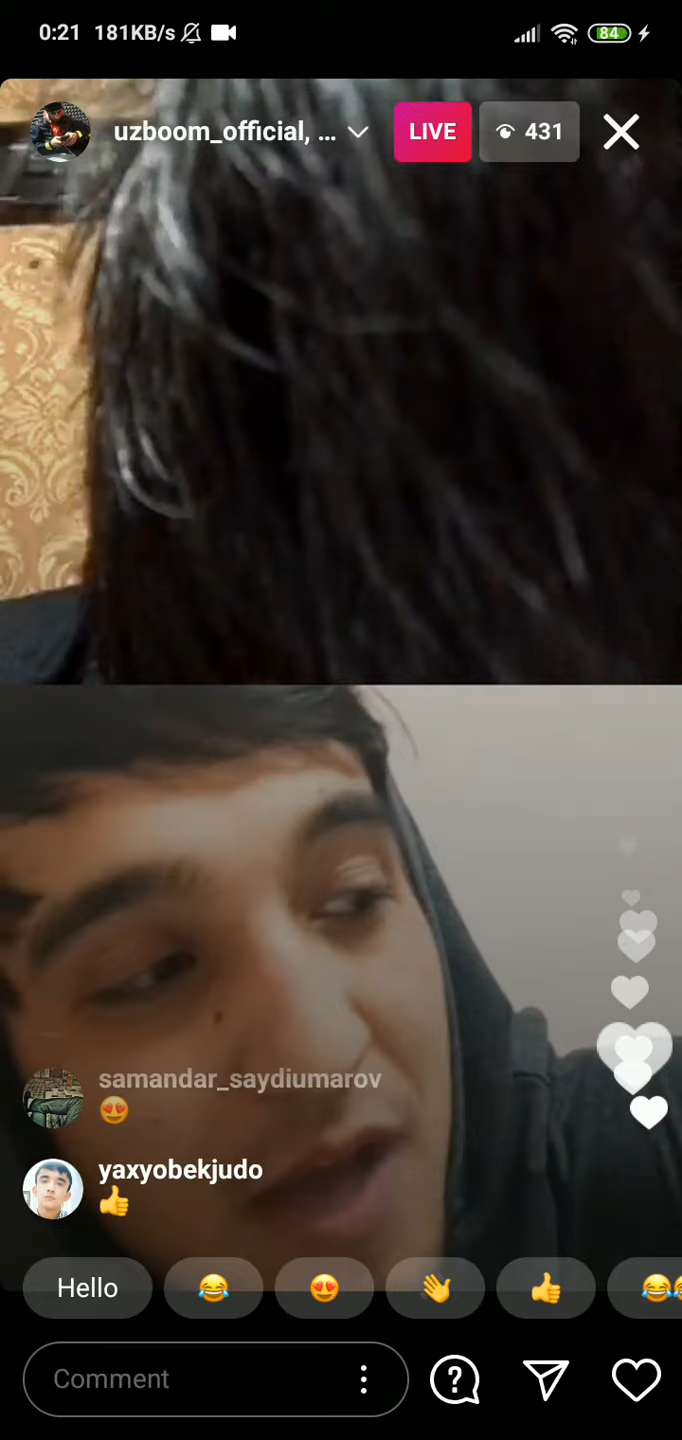 0:21 181KB/s 84
uzboom_official, ... LIVE 431
samandar_saydiumarov
😍
yaxyobekjudo
👍
Hello 😂 😍 👋 👍 😂
Comment